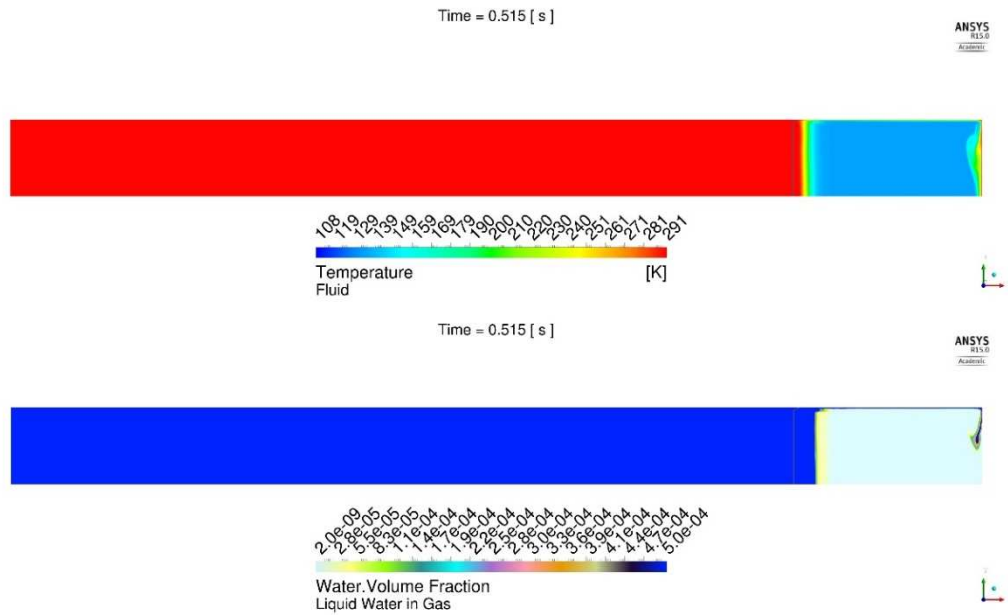 Time = 0.515 [ s ]
ANSYS
R15.0
Academic
108 119 129 139 149 159 169 179 190 200 210 220 230 240 251 261 271 281 291
Temperature [K]
Fluid
Time = 0.515 [ s ]
ANSYS
R15.0
Academic
2.0e-09 2.8e-05 5.5e-05 8.3e-05 1.1e-04 1.4e-04 1.7e-04 1.9e-04 2.2e-04 2.5e-04 2.8e-04 3.0e-04 3.3e-04 3.6e-04 3.9e-04 4.1e-04 4.4e-04 4.7e-04 5.0e-04
Water.Volume Fraction
Liquid Water in Gas